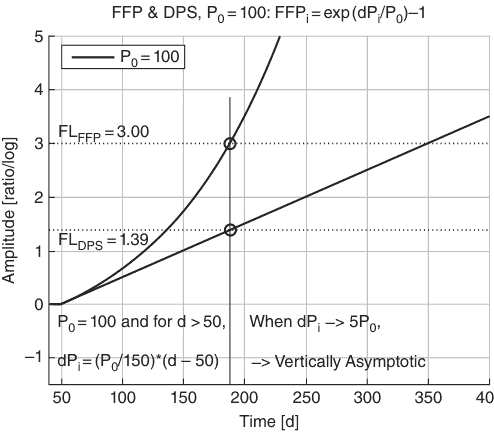 FFP & DPS, P0 = 100: FFPi = exp(dPi/P0)–1
5
P0 = 100
4
FLFFP = 3.00
3
Amplitude [ratio/log]
2
FLDPS = 1.39
1
0
P0 = 100 and for d > 50, When dPi –> 5P0,
–1
dPi = (P0/150)*(d – 50) –> Vertically Asymptotic
50 100 150 200 250 300 350 40
Time [d]